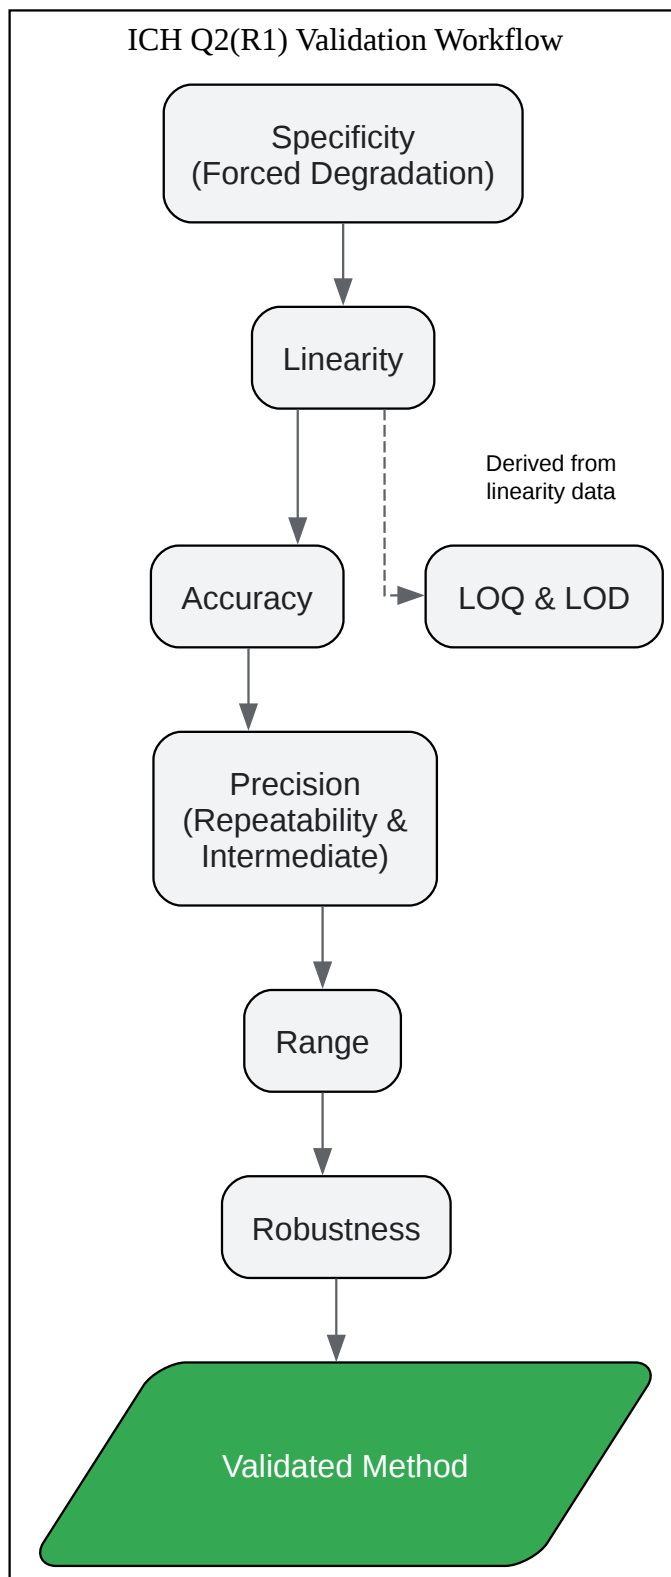 ICH Q2(R1) Validation Workflow
Specificity
(Forced Degradation)
Linearity
Derived from
linearity data
Accuracy
LOQ & LOD
Precision
(Repeatability &
Intermediate)
Range
Robustness
Validated Method